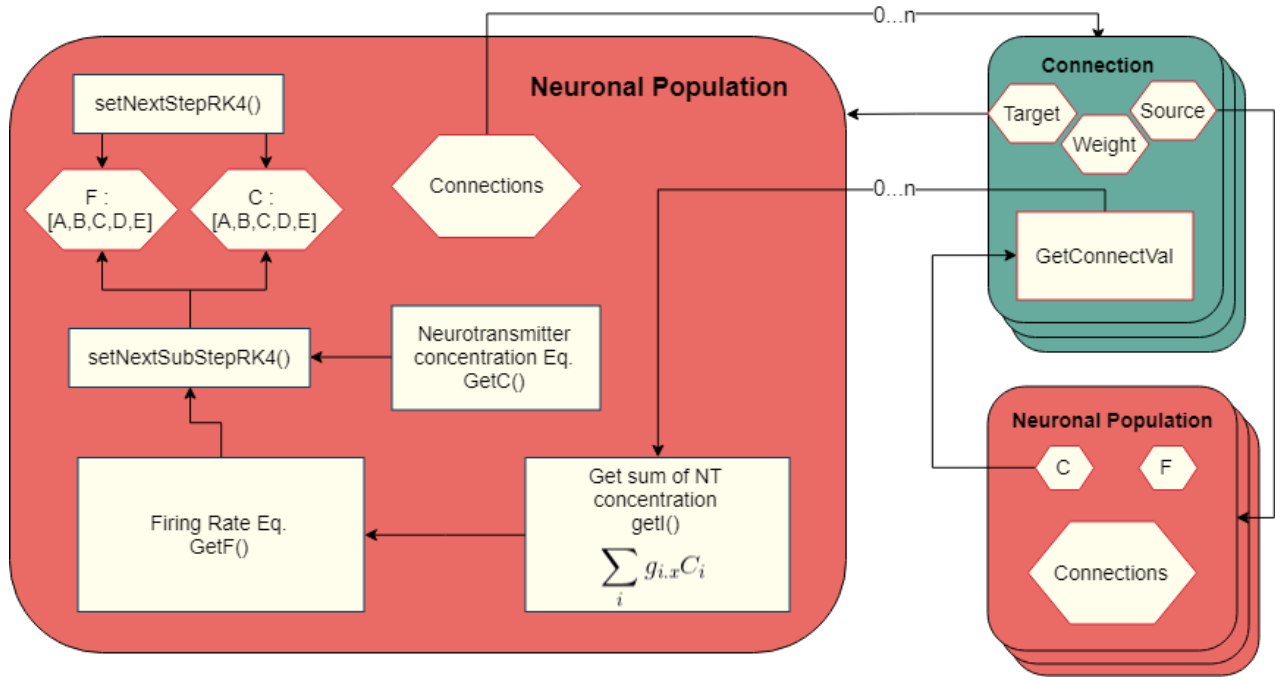 0...n
Neuronal Population
setNextStepRK4()
F :
[A,B,C,D,E]
C :
[A,B,C,D,E]
Connections
setNextSubStepRK4()
Neurotransmitter
concentration Eq.
GetC()
Firing Rate Eq.
GetF()
Get sum of NT
concentration
getI()
∑ g_{i.x}C_i
i
Connection
Target
Weight
Source
0...n
GetConnectVal
Neuronal Population
C
F
Connections